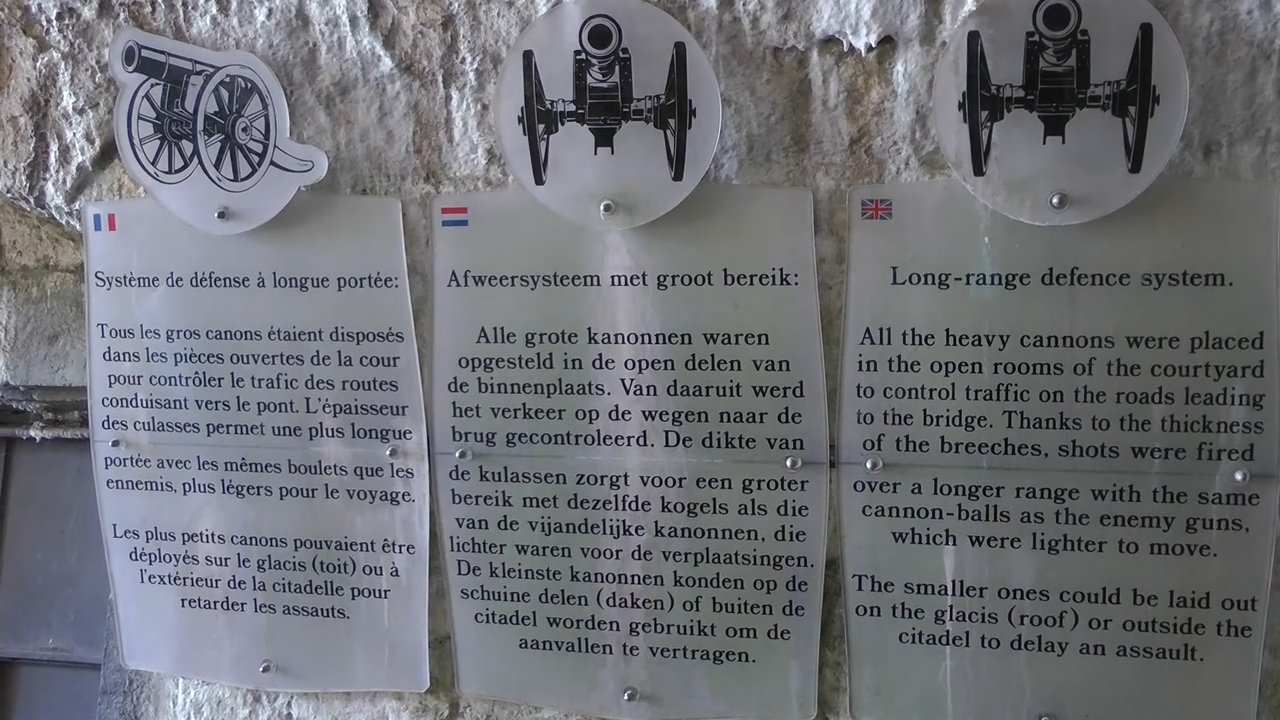 Système de défense à longue portée:
Tous les gros canons étaient disposés
dans les pièces ouvertes de la cour
pour contrôler le trafic des routes
conduisant vers le pont. L'épaisseur
des culasses permet une plus longue
portée avec les mêmes boulets que les
ennemis, plus légers pour le voyage.
Les plus petits canons pouvaient être
déployés sur le glacis (toit) ou à
l'extérieur de la citadelle pour
retarder les assauts.
Afweersysteem met groot bereik:
Alle grote kanonnen waren
opgesteld in de open delen van
de binnenplaats. Van daaruit werd
het verkeer op de wegen naar de
brug gecontroleerd. De dikte van
de kulassen zorgt voor een groter
bereik met dezelfde kogels als die
van de vijandelijke kanonnen, die
lichter waren voor de verplaatsingen.
De kleinste kanonnen konden op de
schuine delen (daken) of buiten de
citadel worden gebruikt om de
aanvallen te vertragen.
Long-range defence system.
All the heavy cannons were placed
in the open rooms of the courtyard
to control traffic on the roads leading
to the bridge. Thanks to the thickness
of the breeches, shots were fired
over a longer range with the same
cannon-balls as the enemy guns,
which were lighter to move.
The smaller ones could be laid out
on the glacis (roof) or outside the
citadel to delay an assault.